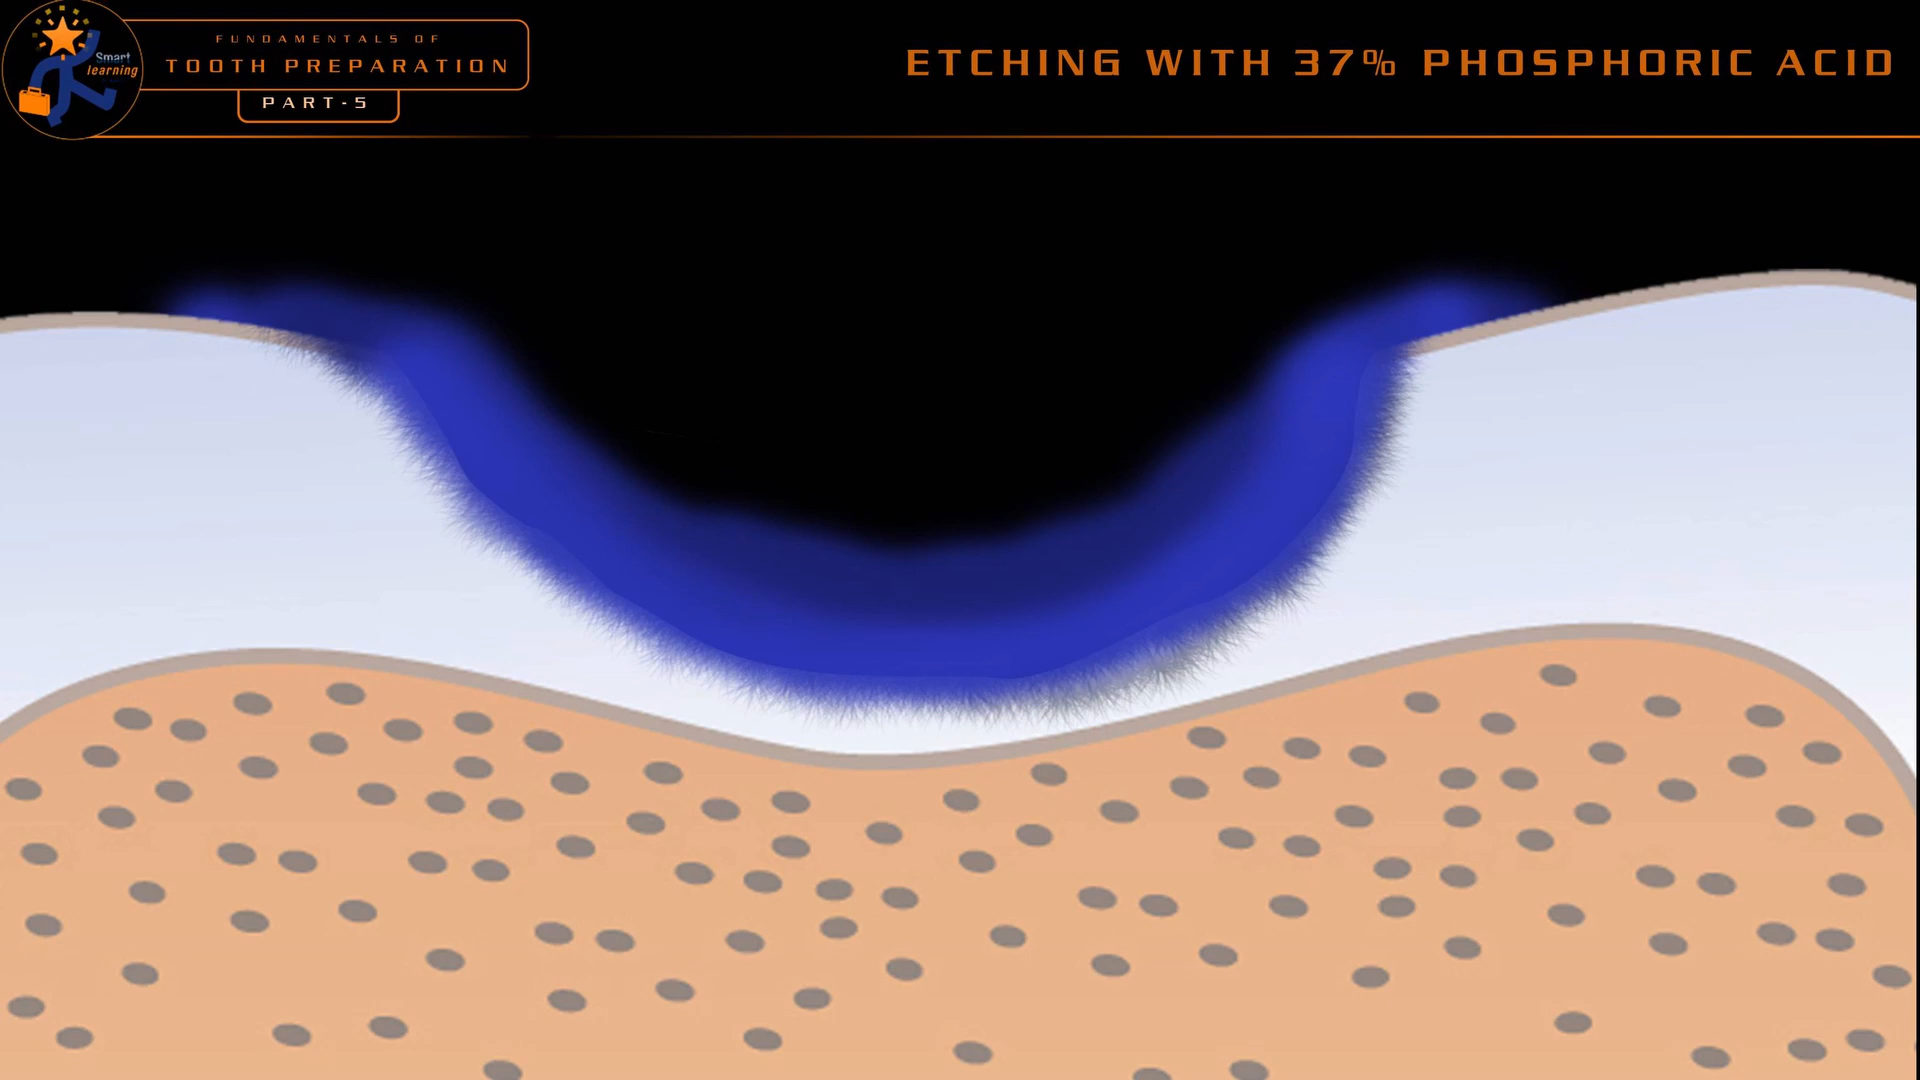 Smart
learning
FUNDAMENTALS OF
TOOTH PREPARATION
PART-5
ETCHING WITH 37% PHOSPHORIC ACID